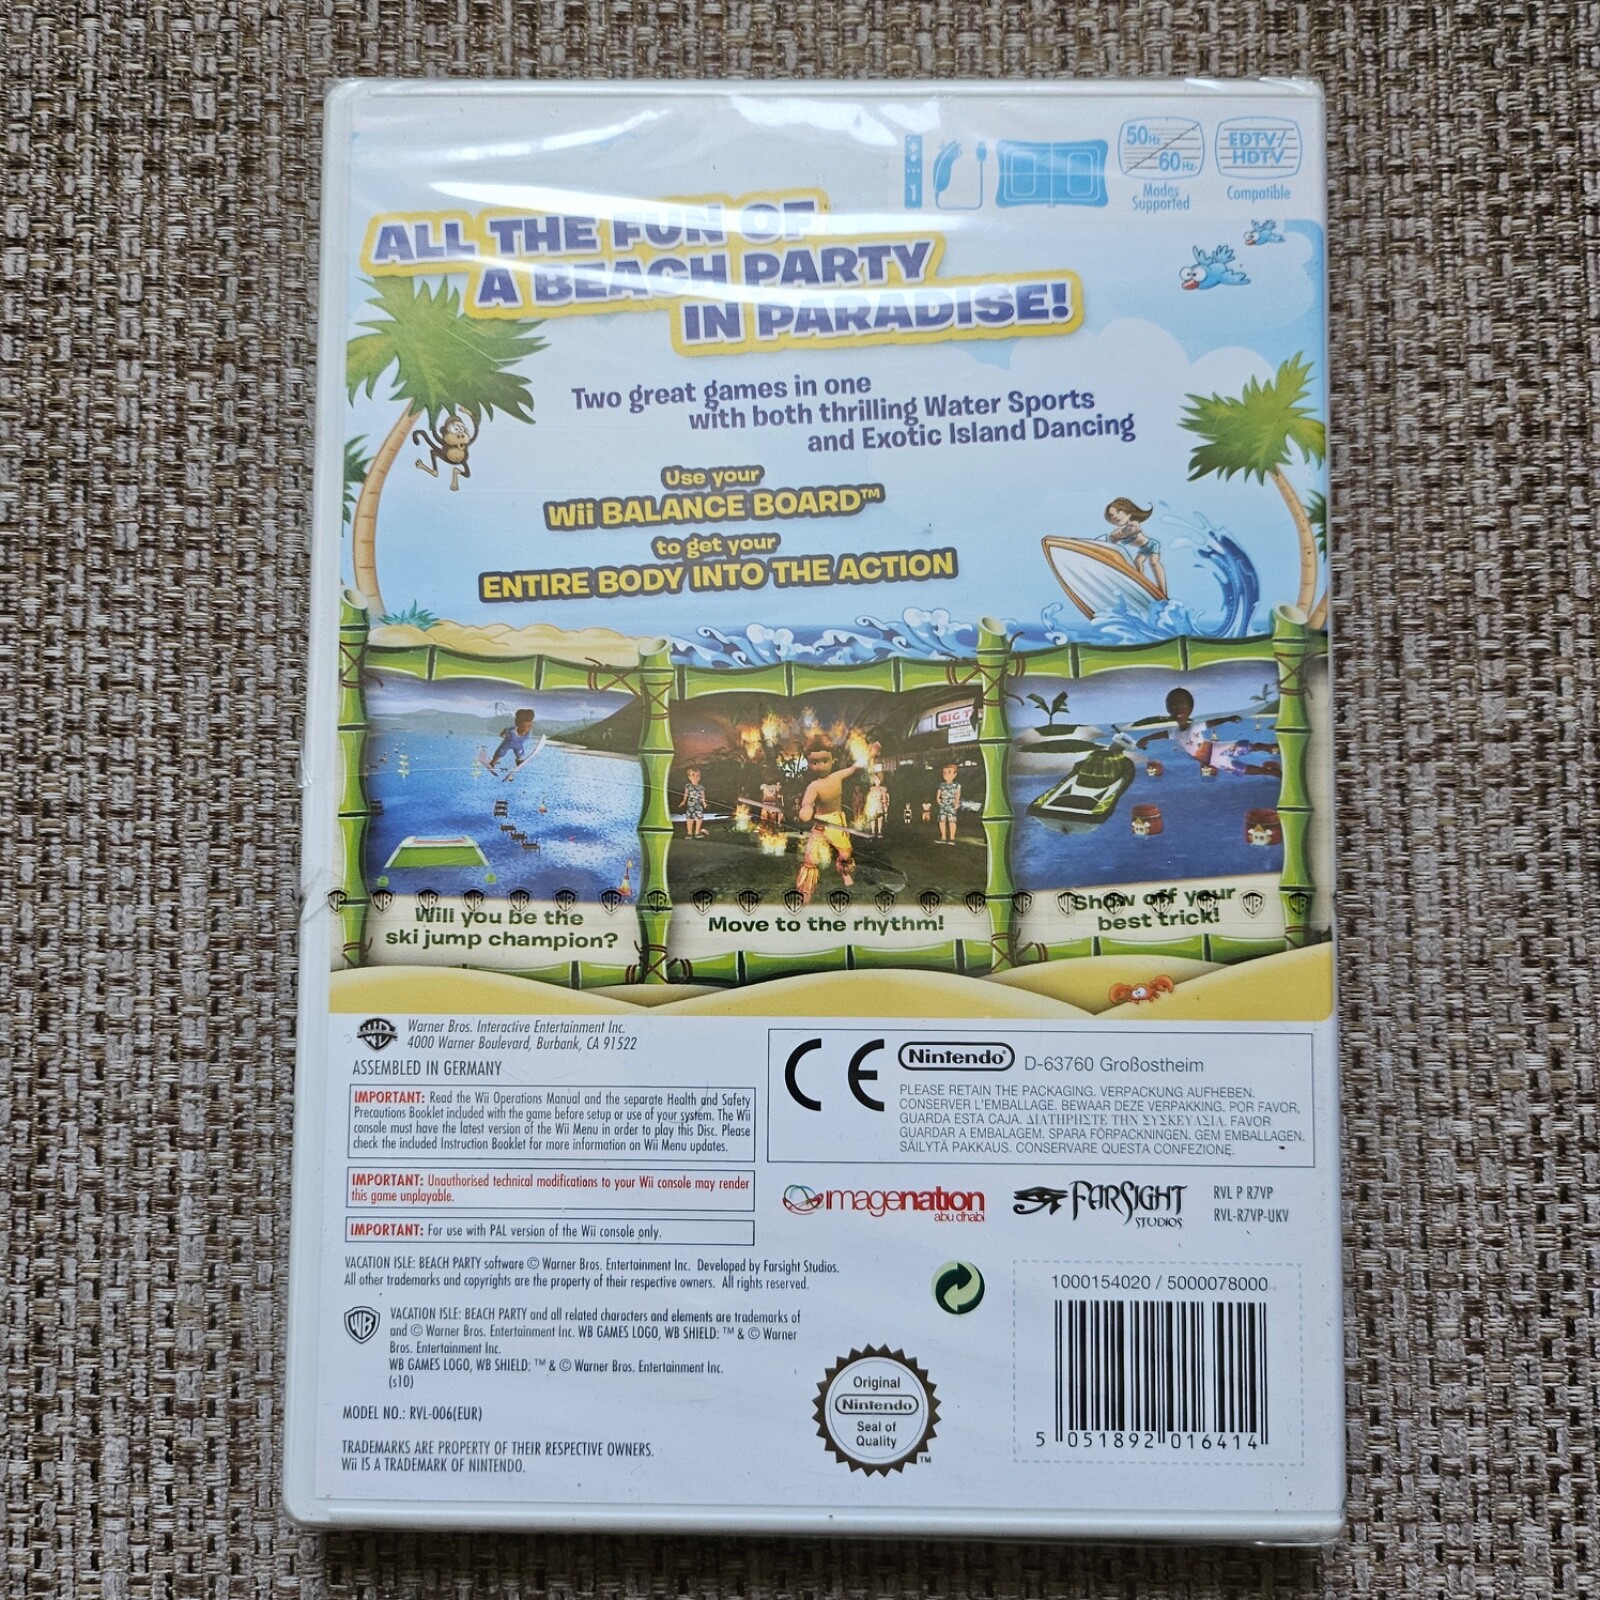 50Hz
60Hz
Modes
Supported
EDTV/
HDTV
Compatible
1
ALL THE FUN OF
A BEACH PARTY
IN PARADISE!
Two great games in one
with both thrilling Water Sports
and Exotic Island Dancing
Use your
Wii BALANCE BOARD™
to get your
ENTIRE BODY INTO THE ACTION
BIG T
Will you be the
ski jump champion?
Move to the rhythm!
Show off your
best trick!
Warner Bros. Interactive Entertainment Inc.
4000 Warner Boulevard, Burbank, CA 91522
ASSEMBLED IN GERMANY
IMPORTANT: Read the Wii Operations Manual and the separate Health and Safety
Precautions Booklet included with the game before setup or use of your system. The Wii
console must have the latest version of the Wii Menu in order to play this Disc. Please
check the included Instruction Booklet for more information on Wii Menu updates.
IMPORTANT: Unauthorised technical modifications to your Wii console may render
this game unplayable.
IMPORTANT: For use with PAL version of the Wii console only.
CE
Nintendo® D-63760 Großostheim
PLEASE RETAIN THE PACKAGING. VERPACKUNG AUFHEBEN.
CONSERVER L'EMBALLAGE. BEWAAR DEZE VERPAKKING. POR FAVOR,
GUARDA ESTA CAJA. ΔΙΑΤΗΡΗΣΤΕ ΤΗΝ ΣΥΣΚΕΥΑΣΙΑ. FAVOR
GUARDAR A EMBALAGEM. SPARA FÖRPACKNINGEN. GEM EMBALLAGEN.
SÄILYTÄ PAKKAUS. CONSERVARE QUESTA CONFEZIONE.
imagenation
abu dhabi
FARSIGHT
STUDIOS
RVL P R7VP
RVL-R7VP-UKV
VACATION ISLE: BEACH PARTY software © Warner Bros. Entertainment Inc. Developed by Farsight Studios.
All other trademarks and copyrights are the property of their respective owners. All rights reserved.
WB
VACATION ISLE: BEACH PARTY and all related characters and elements are trademarks of
and © Warner Bros. Entertainment Inc. WB GAMES LOGO, WB SHIELD: ™ & © Warner
Bros. Entertainment Inc.
WB GAMES LOGO, WB SHIELD: ™ & © Warner Bros. Entertainment Inc.
(s10)
MODEL NO.: RVL-006(EUR)
TRADEMARKS ARE PROPERTY OF THEIR RESPECTIVE OWNERS.
Wii IS A TRADEMARK OF NINTENDO.
Original
Nintendo
Seal of
Quality
™
1000154020 / 5000078000
5 051892 016414